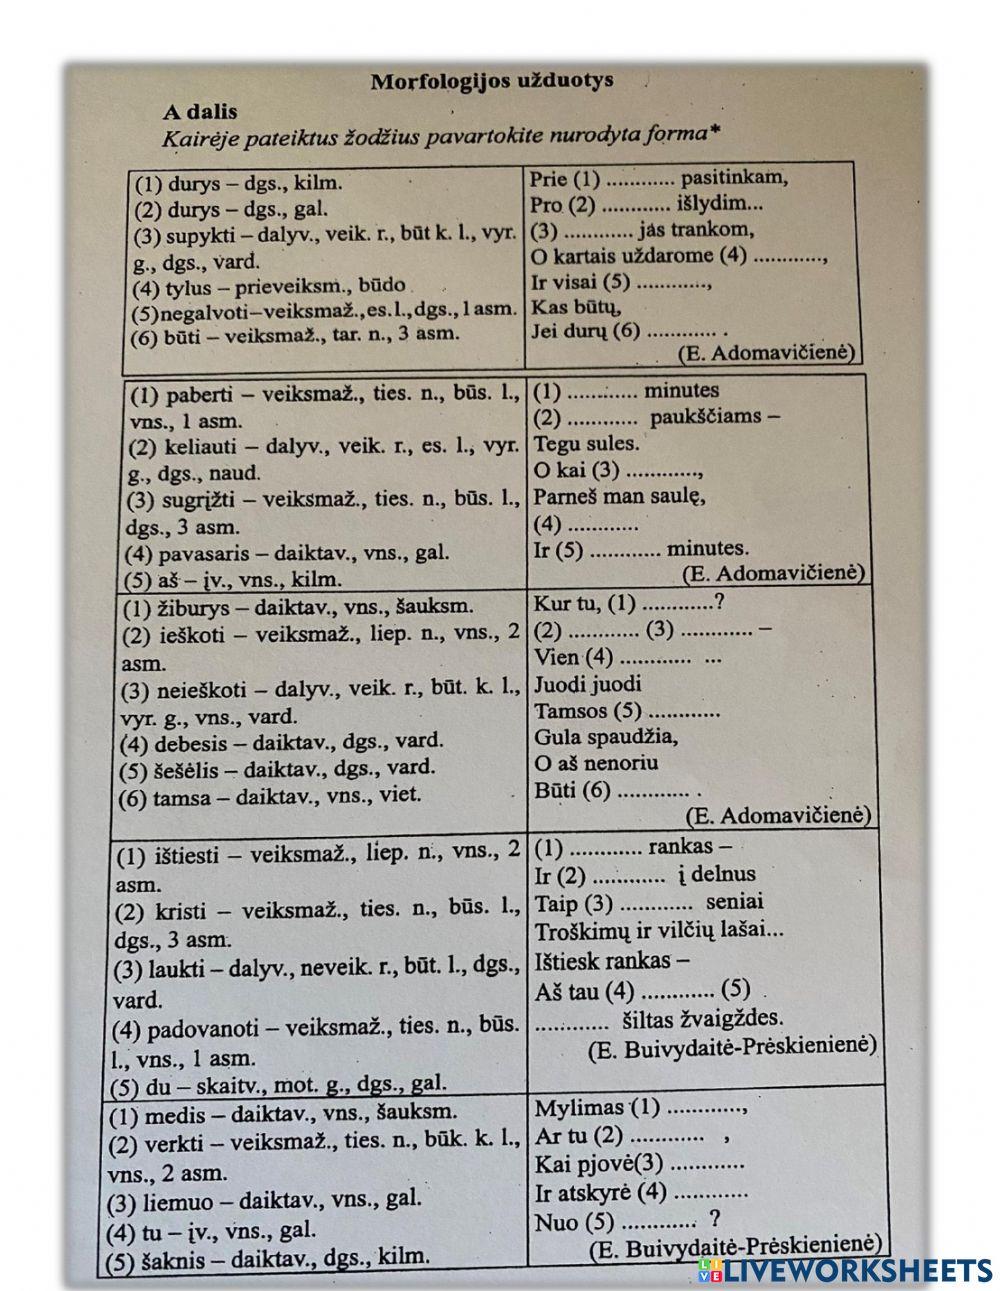 Morfologijos užduotys
A dalis
Kairėje pateiktus žodžius pavartokite nurodyta forma*
(1) durys – dgs., kilm.
(2) durys – dgs., gal.
(3) supykti – dalyv., veik. r., būt k. l., vyr.
g., dgs., vard.
(4) tylus – prieveiksm., būdo
(5)negalvoti–veiksmaž.,es.l.,dgs.,1asm.
(6) būti – veiksmaž., tar. n., 3 asm.
Prie (1) ............ pasitinkam,
Pro (2) ............ išlydim...
(3) ............ jas trankom,
O kartais uždarome (4) ............,
Ir visai (5) ............,
Kas būtų,
Jei durų (6) ............ .
(E. Adomavičienė)
(1) paberti – veiksmaž., ties. n., būs. l.,
vns., 1 asm.
(2) keliauti – dalyv., veik. r., es. l., vyr.
g., dgs., naud.
(3) sugrįžti – veiksmaž., ties. n., būs. l.,
dgs., 3 asm.
(4) pavasaris – daiktav., vns., gal.
(5) aš – įv., vns., kilm.
(1) ............ minutes
(2) ............ paukščiams –
Tegu sules.
O kai (3) ............,
Parneš man saulę,
(4) ............
Ir (5) ............ minutes.
(E. Adomavičienė)
(1) žiburys – daiktav., vns., šauksm.
(2) ieškoti – veiksmaž., liep. n., vns., 2
asm.
(3) neieškoti – dalyv., veik. r., būt. k. l.,
vyr. g., vns., vard.
(4) debesis – daiktav., dgs., vard.
(5) šešėlis – daiktav., dgs., vard.
(6) tamsa – daiktav., vns., viet.
Kur tu, (1) ............?
(2) ............ (3) ............ –
Vien (4) ............ ...
Juodi juodi
Tamsos (5) ............
Gula spaudžia,
O aš nenoriu
Būti (6) ............ .
(E. Adomavičienė)
(1) ištiesti – veiksmaž., liep. n., vns., 2
asm.
(2) kristi – veiksmaž., ties. n., būs. l.,
dgs., 3 asm.
(3) laukti – dalyv., neveik. r., būt. l., dgs.,
vard.
(4) padovanoti – veiksmaž., ties. n., būs.
l., vns., 1 asm.
(5) du – skaitv., mot. g., dgs., gal.
(1) ............ rankas –
Ir (2) ............ į delnus
Taip (3) ............ seniai
Troškimų ir vilčių lašai...
Ištiesk rankas –
Aš tau (4) ............ (5)
............ šiltas žvaigždes.
(E. Buivydaitė-Prėskienienė)
(1) medis – daiktav., vns., šauksm.
(2) verkti – veiksmaž., ties. n., būk. k. l.,
vns., 2 asm.
(3) liemuo – daiktav., vns., gal.
(4) tu – įv., vns., gal.
(5) šaknis – daiktav., dgs., kilm.
Mylimas (1) ............,
Ar tu (2) ............ ,
Kai pjovė(3) ............
Ir atskyrė (4) ............
Nuo (5) ............ ?
(E. Buivydaitė-Prėskienienė)
LIVE LIVEWORKSHEETS